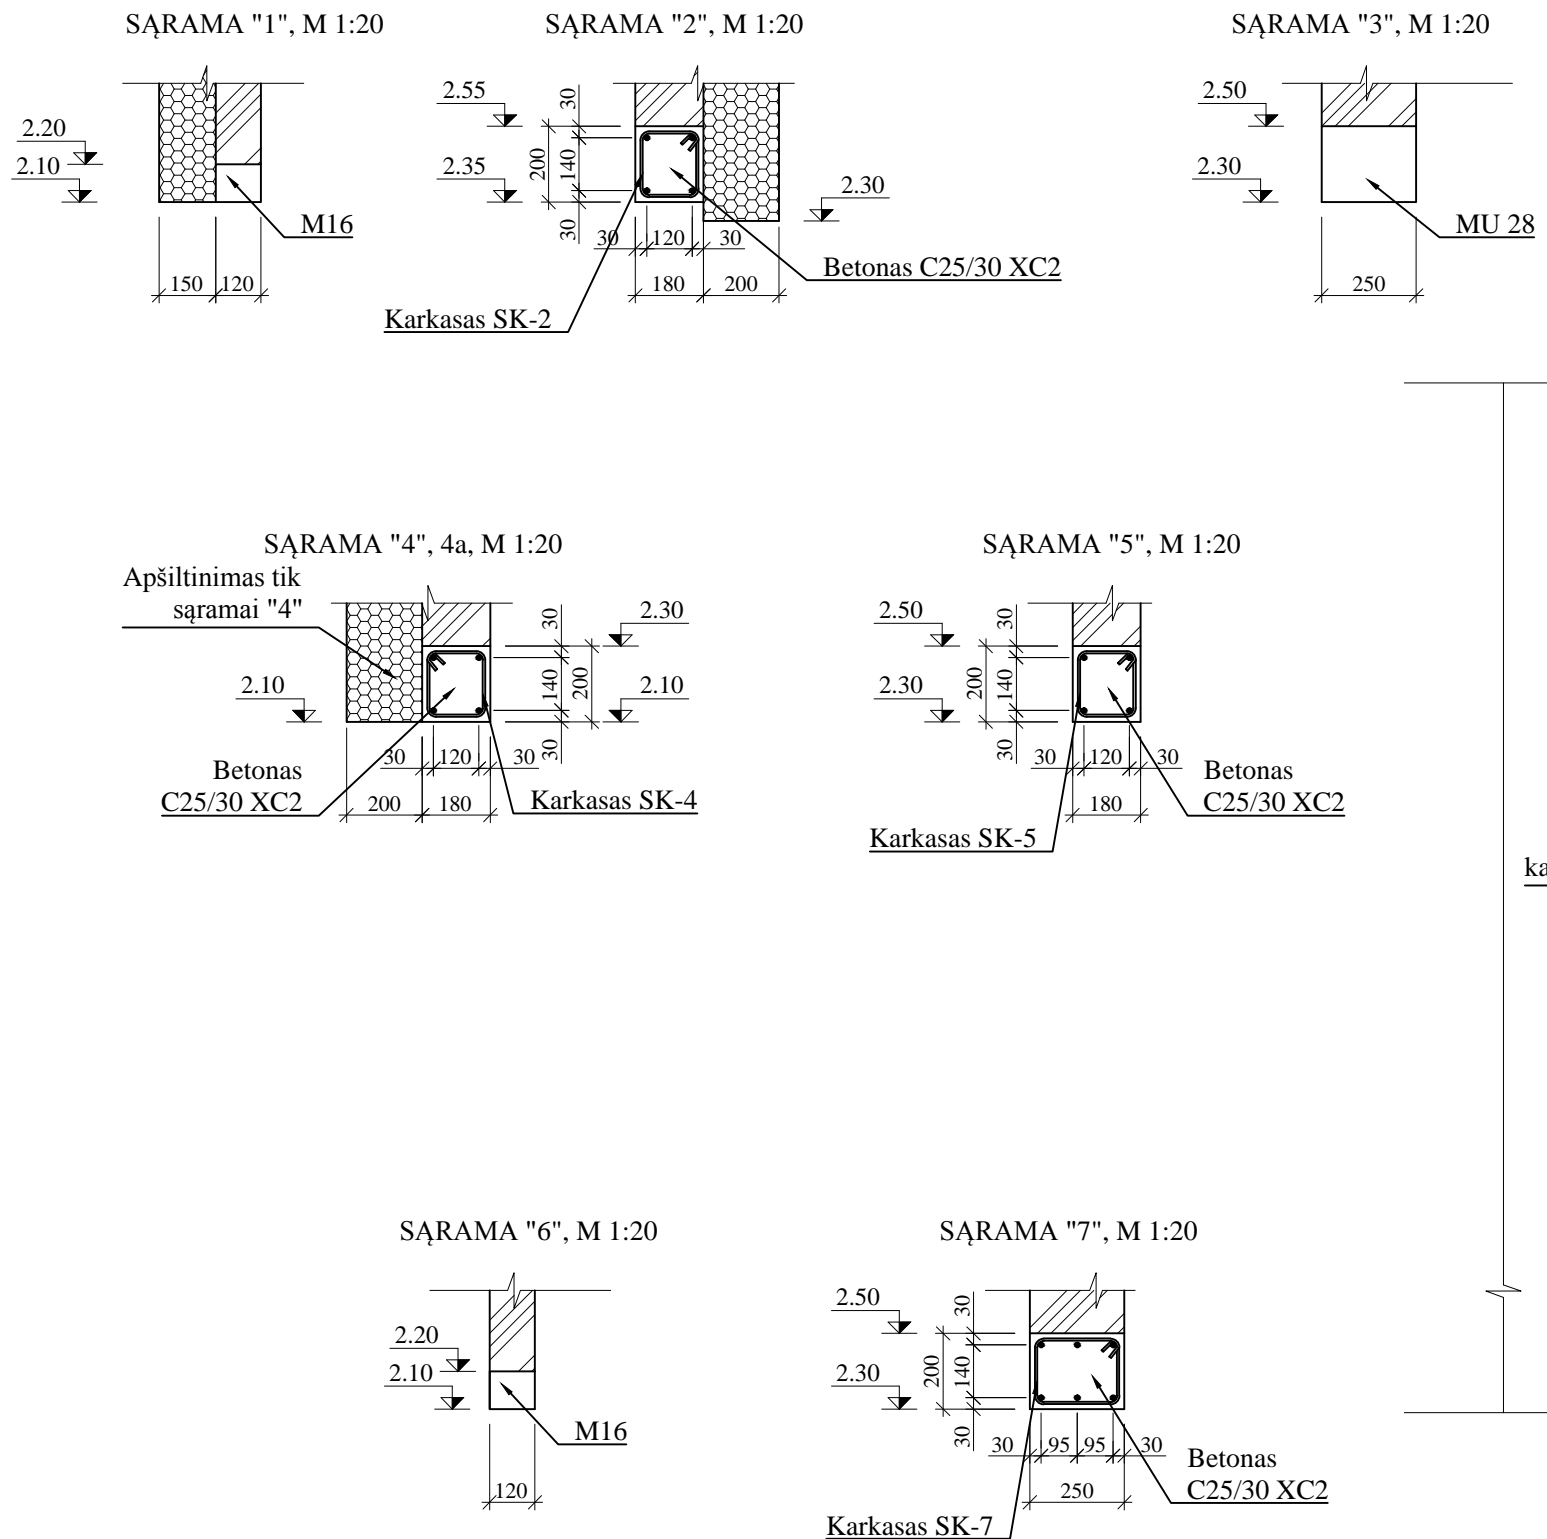 SĄRAMA "1", M 1:20
2.20
2.10
M16
150
120
SĄRAMA "2", M 1:20
2.55
2.35
30
200
140
30
30
120
30
180
200
2.30
Betonas C25/30 XC2
Karkasas SK-2
SĄRAMA "3", M 1:20
2.50
2.30
MU 28
250
SĄRAMA "4", 4a, M 1:20
Apšiltinimas tik
sąramai "4"
2.10
30
140
200
30
2.30
2.10
30
120
30
200
180
Betonas
C25/30 XC2
Karkasas SK-4
SĄRAMA "5", M 1:20
2.50
2.30
30
200
140
30
30
120
30
180
Betonas
C25/30 XC2
Karkasas SK-5
ka
SĄRAMA "6", M 1:20
2.20
2.10
M16
120
SĄRAMA "7", M 1:20
2.50
2.30
30
200
140
30
30
95
95
30
250
Betonas
C25/30 XC2
Karkasas SK-7